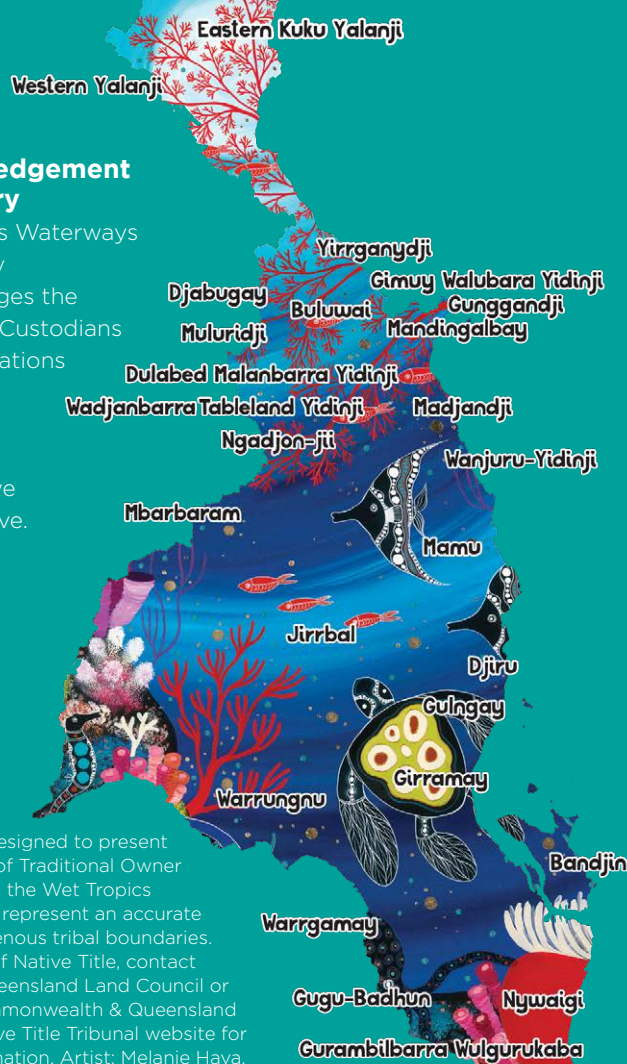 Eastern Kuku Yalanji
Western Yalanji
edgement
ry
s Waterways
y
ges the
Custodians
ations
ve
ve.
Yirrganydji
Gimuy Walubara Yidinji
Djabugay
Buluwai
Gunggandji
Muluridji
Mandingalbay
Dulabed Malanbarra Yidinji
Wadjanbarra Tableland Yidinji
Madjandji
Ngadjon-jii
Wanjuru-Yidinji
Mbarbaram
Mamu
Jirrbal
Djiru
Gulngay
Girramay
Warrungnu
Bandjin
Warrgamay
Gugu-Badhun
Nywaigi
Gurambilbarra Wulgurukaba
esigned to present
of Traditional Owner
the Wet Tropics
represent an accurate
enous tribal boundaries.
f Native Title, contact
eensland Land Council or
mmonwealth & Queensland
ve Title Tribunal website for
nation. Artist: Melanie Hava.